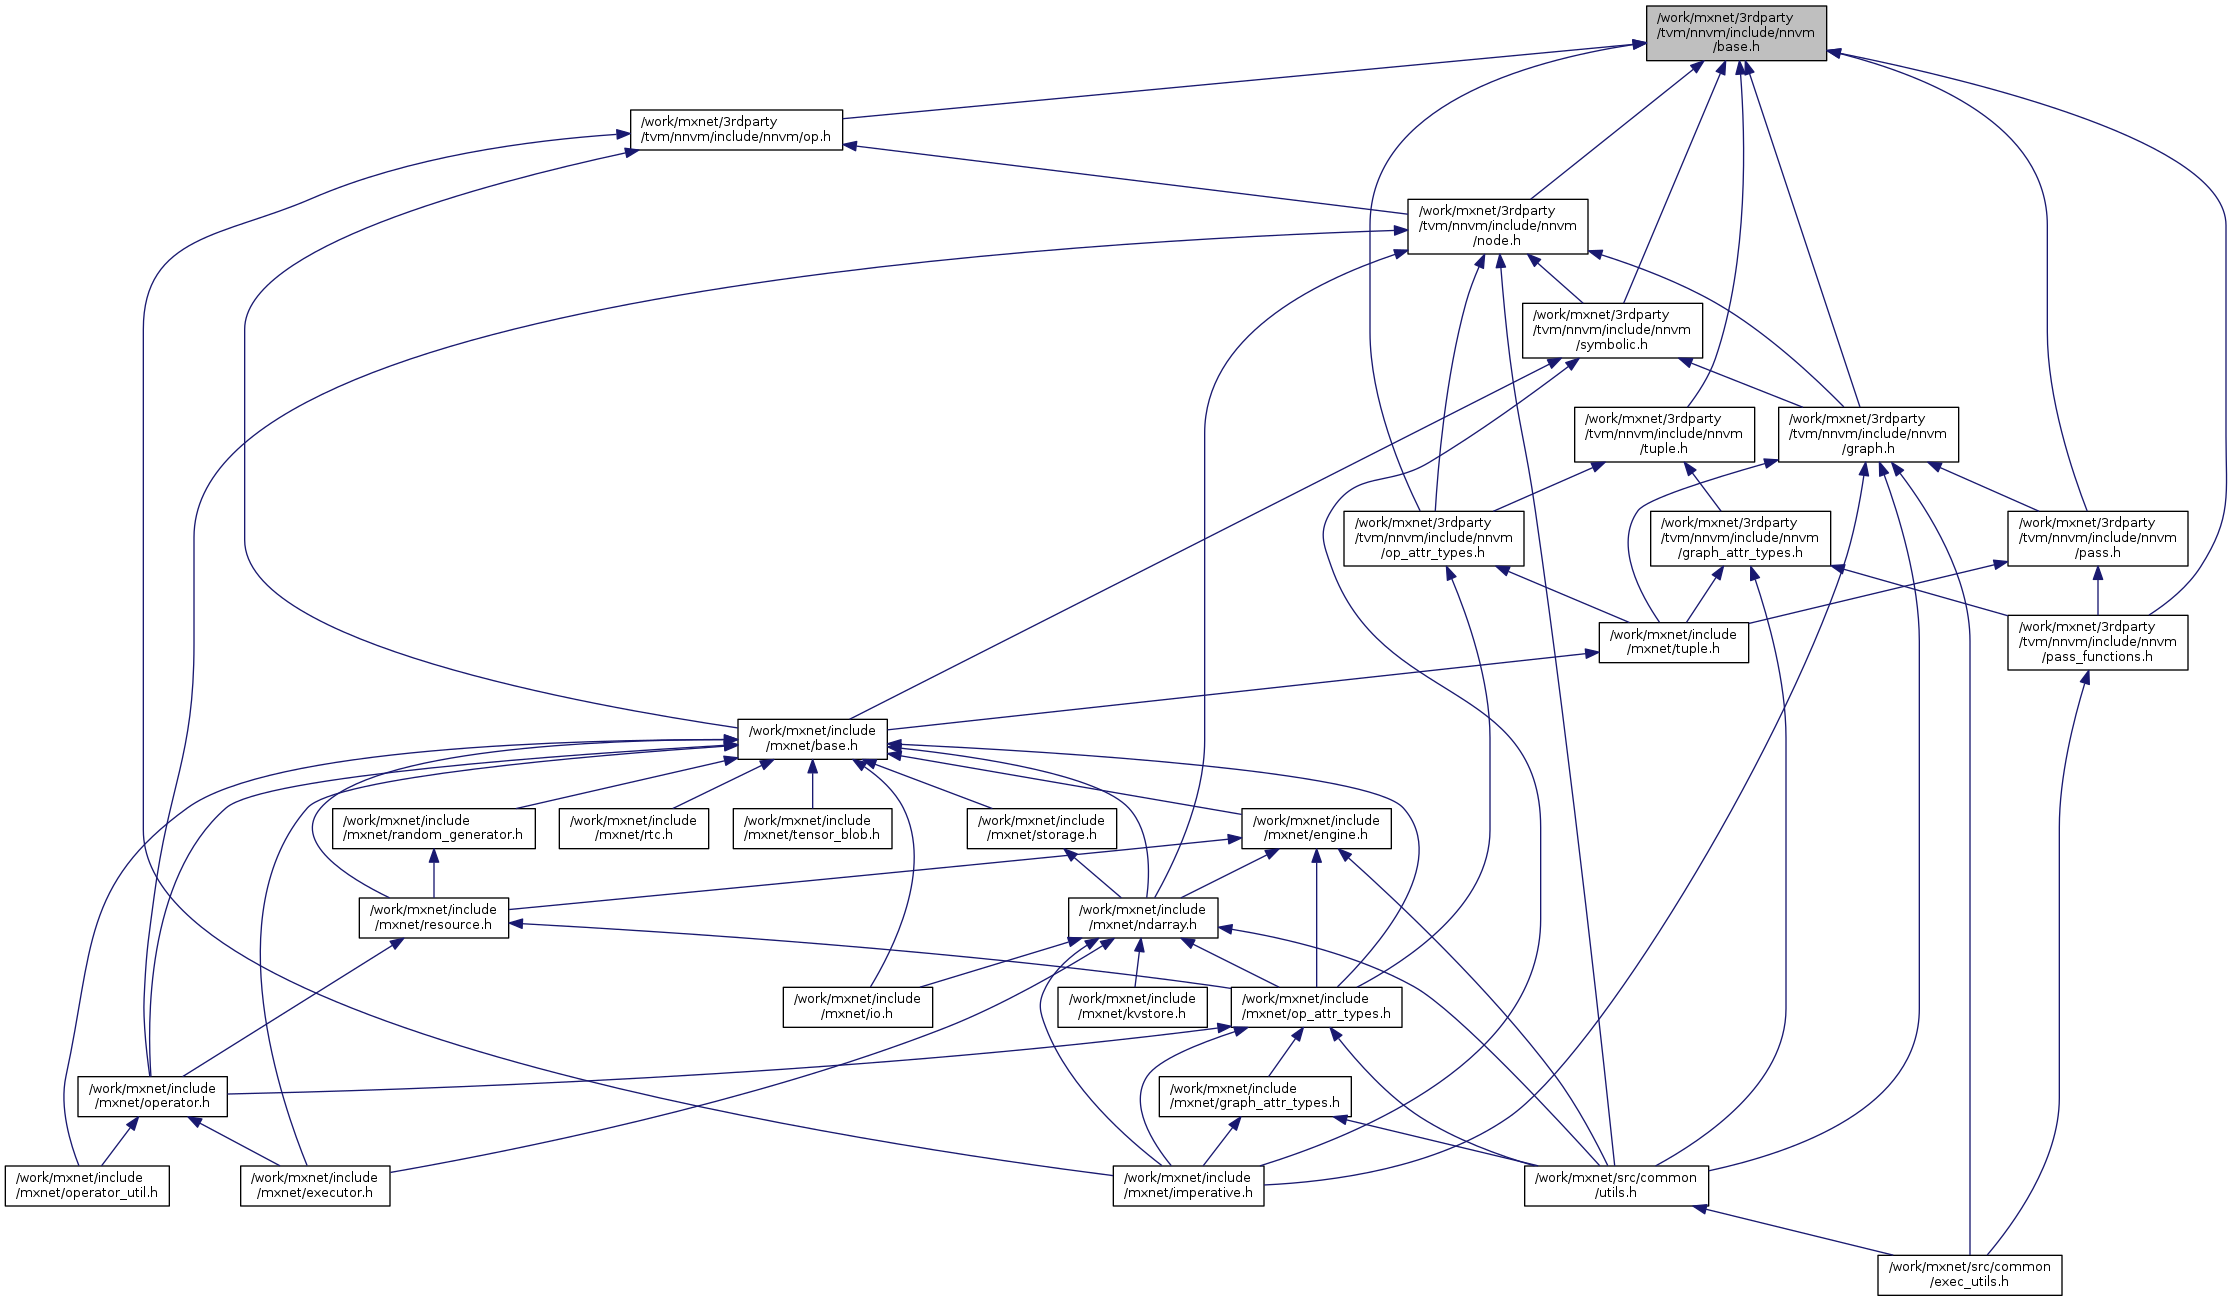 /work/mxnet/3rdparty
/tvm/nnvm/include/nnvm
/base.h
/work/mxnet/3rdparty
/tvm/nnvm/include/nnvm/op.h
/work/mxnet/3rdparty
/tvm/nnvm/include/nnvm
/node.h
/work/mxnet/3rdparty
/tvm/nnvm/include/nnvm
/symbolic.h
/work/mxnet/3rdparty
/tvm/nnvm/include/nnvm
/tuple.h
/work/mxnet/3rdparty
/tvm/nnvm/include/nnvm
/graph.h
/work/mxnet/3rdparty
/tvm/nnvm/include/nnvm
/op_attr_types.h
/work/mxnet/3rdparty
/tvm/nnvm/include/nnvm
/graph_attr_types.h
/work/mxnet/3rdparty
/tvm/nnvm/include/nnvm
/pass.h
/work/mxnet/include
/mxnet/tuple.h
/work/mxnet/3rdparty
/tvm/nnvm/include/nnvm
/pass_functions.h
/work/mxnet/include
/mxnet/base.h
/work/mxnet/include
/mxnet/random_generator.h
/work/mxnet/include
/mxnet/rtc.h
/work/mxnet/include
/mxnet/tensor_blob.h
/work/mxnet/include
/mxnet/storage.h
/work/mxnet/include
/mxnet/engine.h
/work/mxnet/include
/mxnet/resource.h
/work/mxnet/include
/mxnet/ndarray.h
/work/mxnet/include
/mxnet/io.h
/work/mxnet/include
/mxnet/kvstore.h
/work/mxnet/include
/mxnet/op_attr_types.h
/work/mxnet/include
/mxnet/operator.h
/work/mxnet/include
/mxnet/graph_attr_types.h
/work/mxnet/include
/mxnet/operator_util.h
/work/mxnet/include
/mxnet/executor.h
/work/mxnet/include
/mxnet/imperative.h
/work/mxnet/src/common
/utils.h
/work/mxnet/src/common
/exec_utils.h